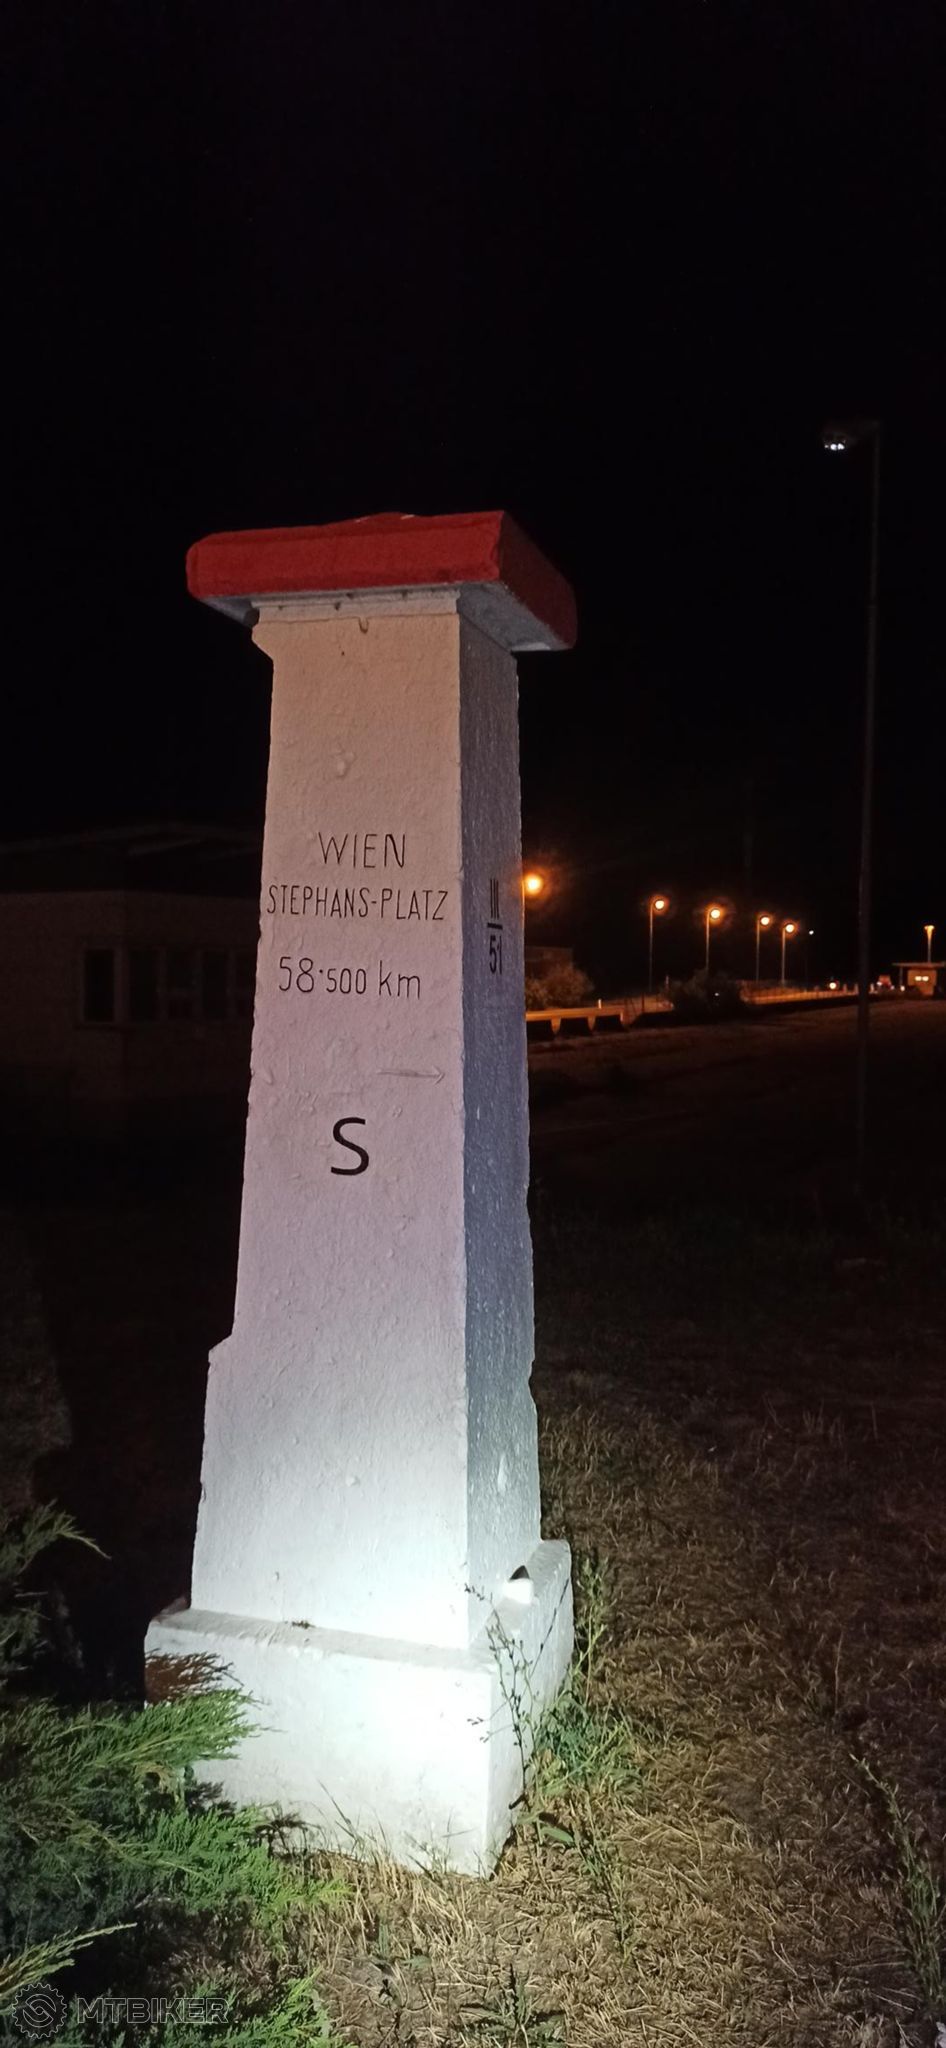 WIEN
STEPHANS-PLATZ
58·500 km
S
III
51
MTBIKER